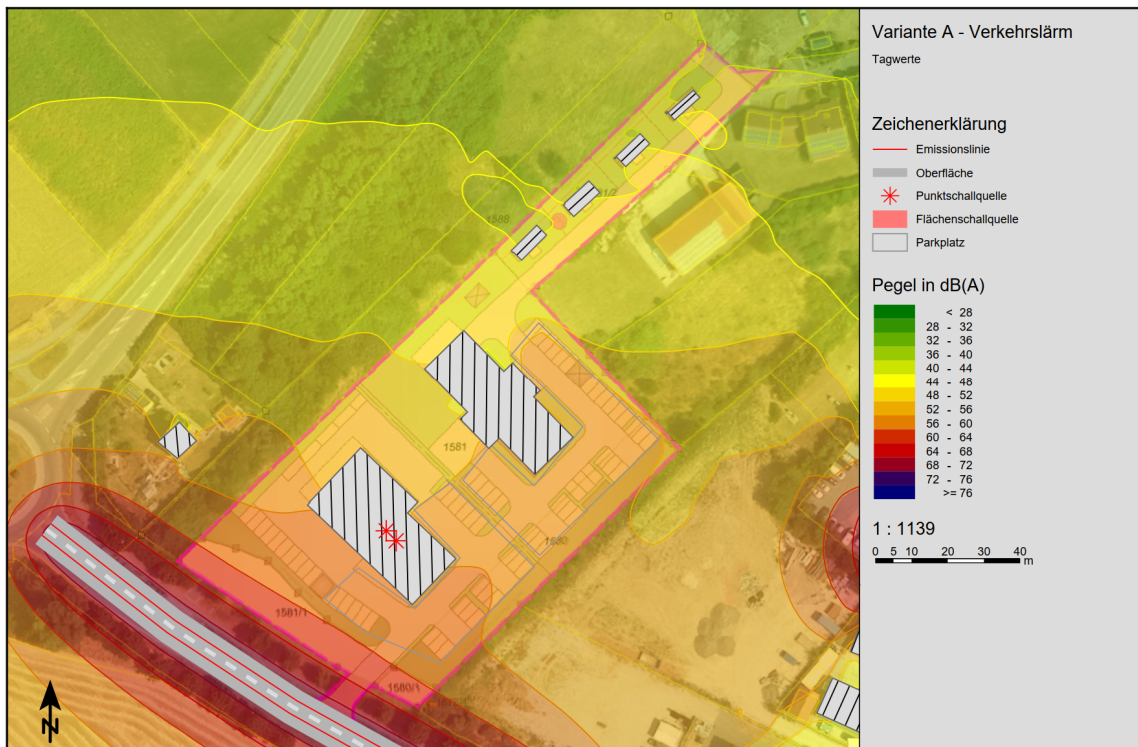 Variante A - Verkehrslärm
Tagwerte
Zeichenerklärung
Emissionslinie
Oberfläche
Punktschallquelle
Flächenschallquelle
Parkplatz
Pegel in dB(A)
< 28
28 - 32
32 - 36
36 - 40
40 - 44
44 - 48
48 - 52
52 - 56
56 - 60
60 - 64
64 - 68
68 - 72
72 - 76
>= 76
1 : 1139
0 5 10 20 30 40
m
1588
1581
1580
1581/1
1580/1
N